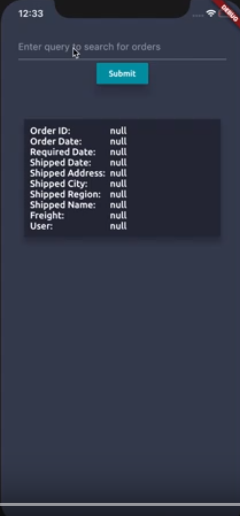 12:33
DEBUG
Enter query to search for orders
Submit
Order ID: null
Order Date: null
Required Date: null
Shipped Date: null
Shipped Address: null
Shipped City: null
Shipped Region: null
Shipped Name: null
Freight: null
User: null